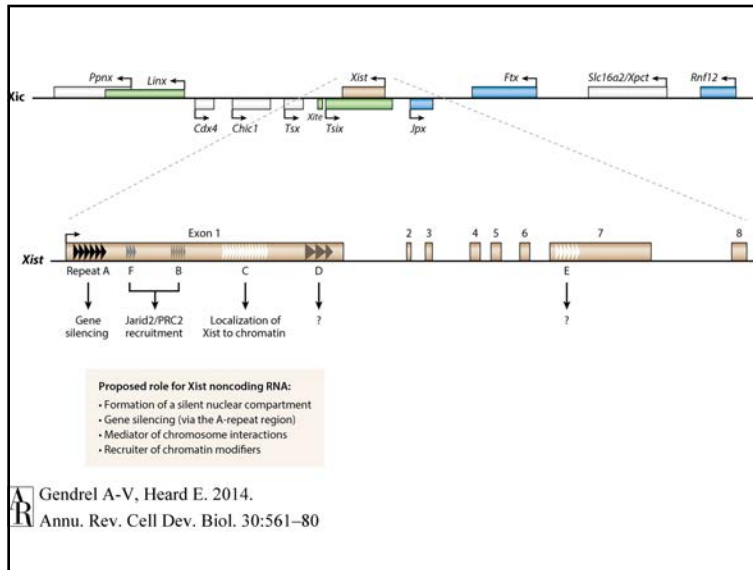 Ppnx
Linx
Xist
Ftx
Slc16a2/Xpct
Rnf12
Xic
Cdx4
Chic1
Tsx
Xite
Tsix
Jpx
Exon 1
2
3
4
5
6
7
8
Xist
Repeat A
F
B
C
D
E
Gene
silencing
Jarid2/PRC2
recruitment
Localization of
Xist to chromatin
?
?
Proposed role for Xist noncoding RNA:
• Formation of a silent nuclear compartment
• Gene silencing (via the A-repeat region)
• Mediator of chromosome interactions
• Recruiter of chromatin modifiers
AR
Gendrel A-V, Heard E. 2014.
Annu. Rev. Cell Dev. Biol. 30:561–80